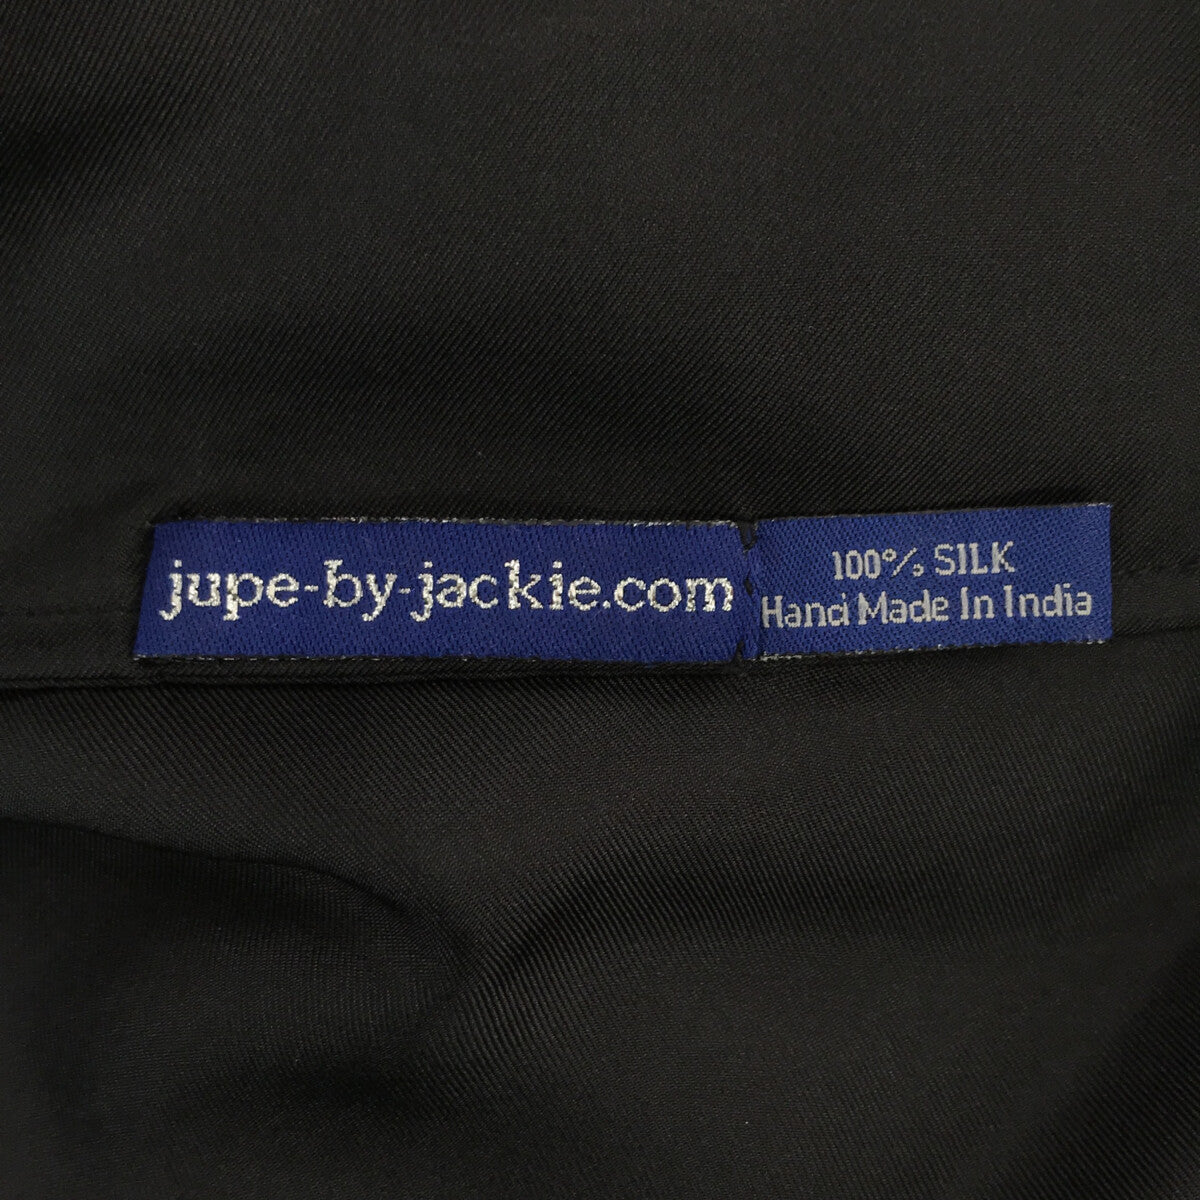 jupe-by-jackie.com
100% SILK
Hand Made In India